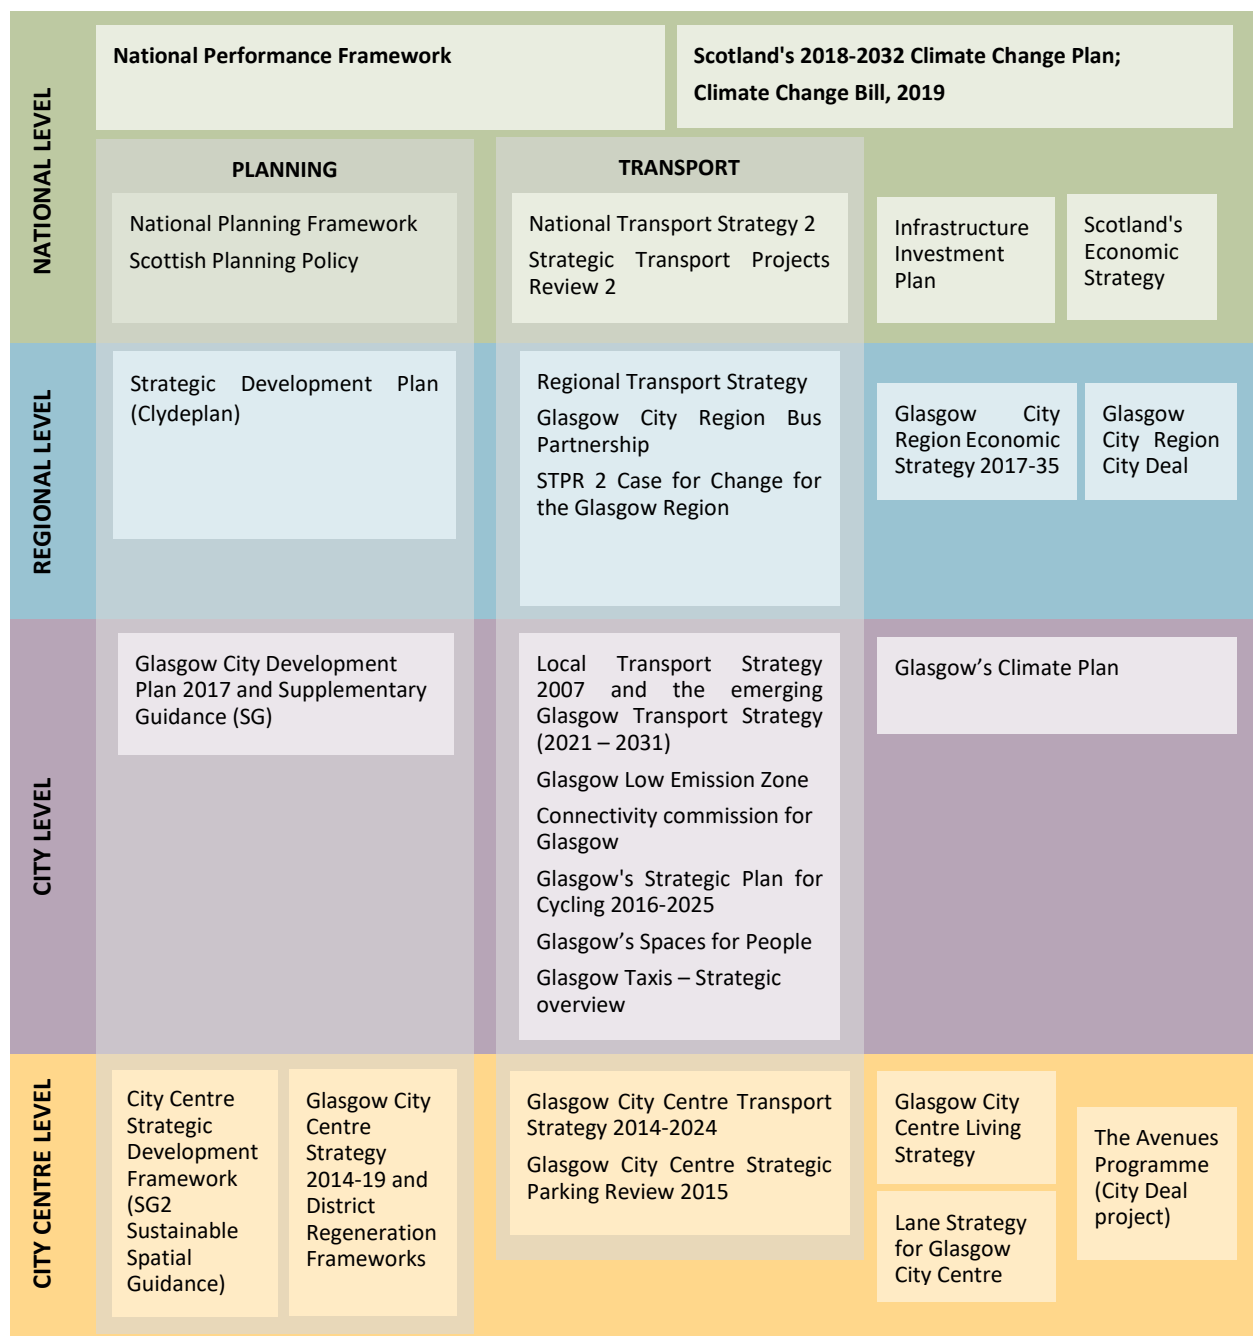 NATIONAL LEVEL
National Performance Framework
Scotland's 2018-2032 Climate Change Plan;
Climate Change Bill, 2019
PLANNING
National Planning Framework
Scottish Planning Policy
TRANSPORT
National Transport Strategy 2
Strategic Transport Projects
Review 2
Infrastructure
Investment
Plan
Scotland's
Economic
Strategy
REGIONAL LEVEL
Strategic Development Plan
(Clydeplan)
Regional Transport Strategy
Glasgow City Region Bus
Partnership
STPR 2 Case for Change for
the Glasgow Region
Glasgow City
Region Economic
Strategy 2017-35
Glasgow
City Region
City Deal
CITY LEVEL
Glasgow City Development
Plan 2017 and Supplementary
Guidance (SG)
Local Transport Strategy
2007 and the emerging
Glasgow Transport Strategy
(2021 – 2031)
Glasgow Low Emission Zone
Connectivity commission for
Glasgow
Glasgow's Strategic Plan for
Cycling 2016-2025
Glasgow’s Spaces for People
Glasgow Taxis – Strategic
overview
Glasgow’s Climate Plan
CITY CENTRE LEVEL
City Centre
Strategic
Development
Framework
(SG2
Sustainable
Spatial
Guidance)
Glasgow City
Centre
Strategy
2014-19 and
District
Regeneration
Frameworks
Glasgow City Centre Transport
Strategy 2014-2024
Glasgow City Centre Strategic
Parking Review 2015
Glasgow City
Centre Living
Strategy
Lane Strategy
for Glasgow
City Centre
The Avenues
Programme
(City Deal
project)